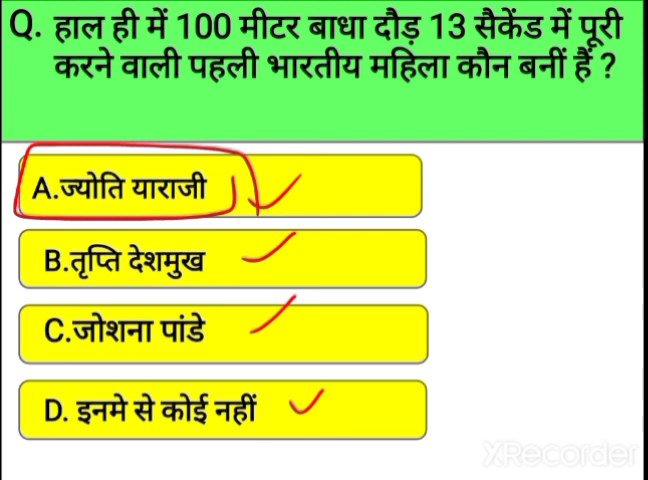 Q. हाल ही में 100 मीटर बाधा दौड़ 13 सैकेंड में पूरी
करने वाली पहली भारतीय महिला कौन बनीं हैं ?
A.ज्योति याराजी
B.तृप्ति देशमुख
C.जोशना पांडे
D. इनमे से कोई नहीं
XRecorder